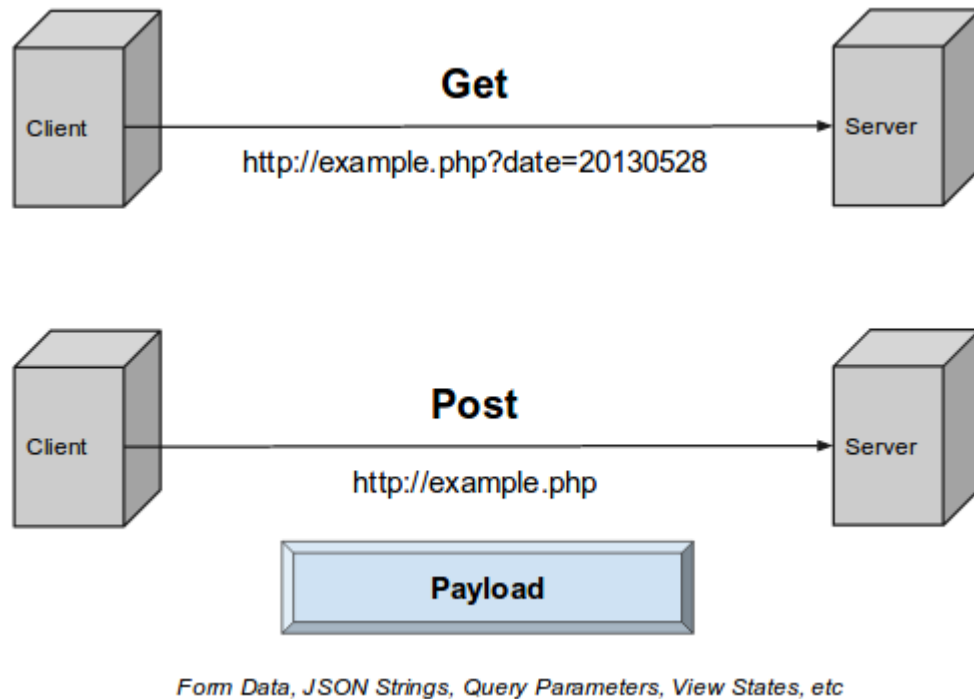 Get
Client
Server
http://example.php?date=20130528
Post
Client
Server
http://example.php
Payload
Form Data, JSON Strings, Query Parameters, View States, etc